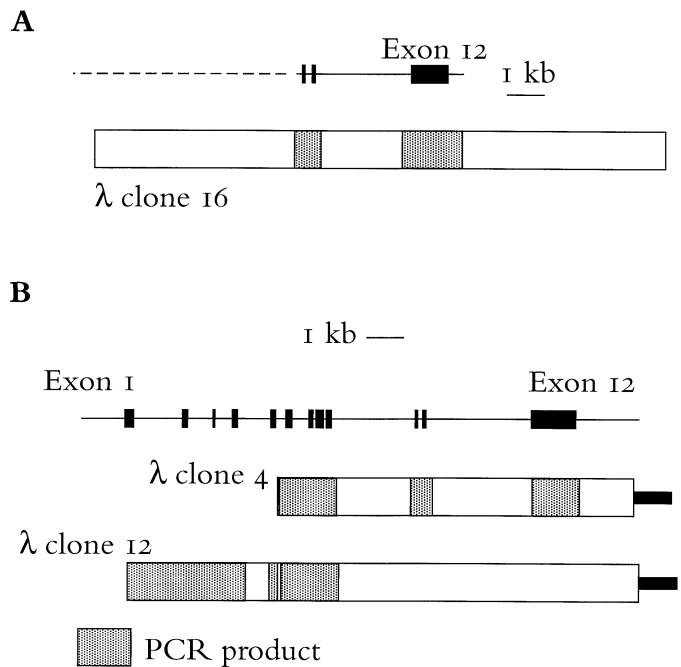 A
Exon 12
1 kb
λ clone 16
B
1 kb
Exon 1
Exon 12
λ clone 4
λ clone 12
PCR product